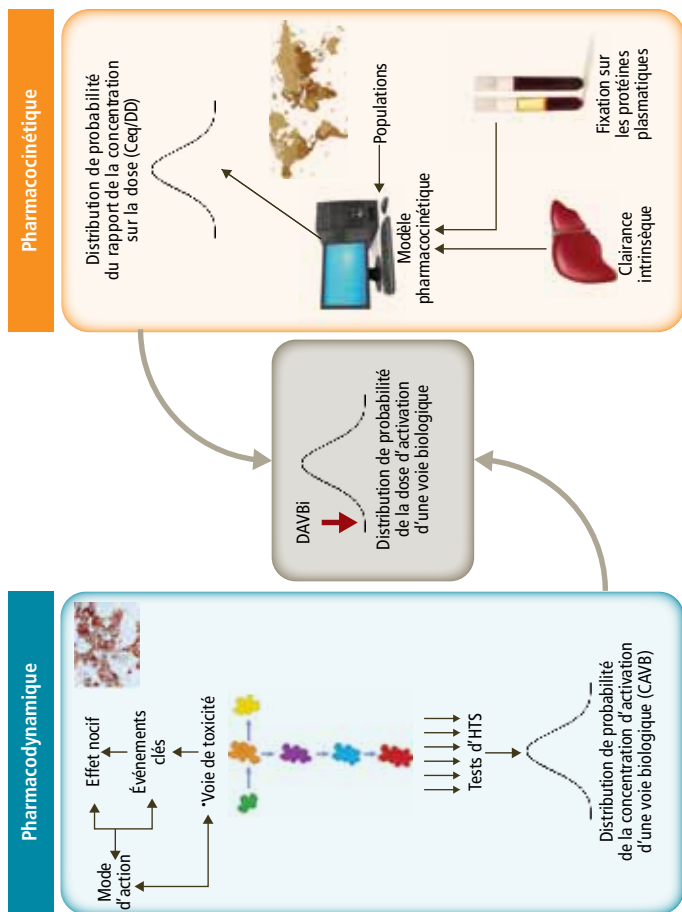 Pharmacodynamique
Mode
d'action
Effet nocif
Événements
clés
*Voie de toxicité
Tests d'HTS
Distribution de probabilité
de la concentration d'activation
d'une voie biologique (CAVB)
DAVBi
Distribution de probabilité
de la dose d'activation
d'une voie biologique
Pharmacocinétique
Distribution de probabilité
du rapport de la concentration
sur la dose (Ceq/DD)
Populations
Modèle
pharmacocinétique
Clairance
intrinsèque
Fixation sur
les protéines
plasmatiques